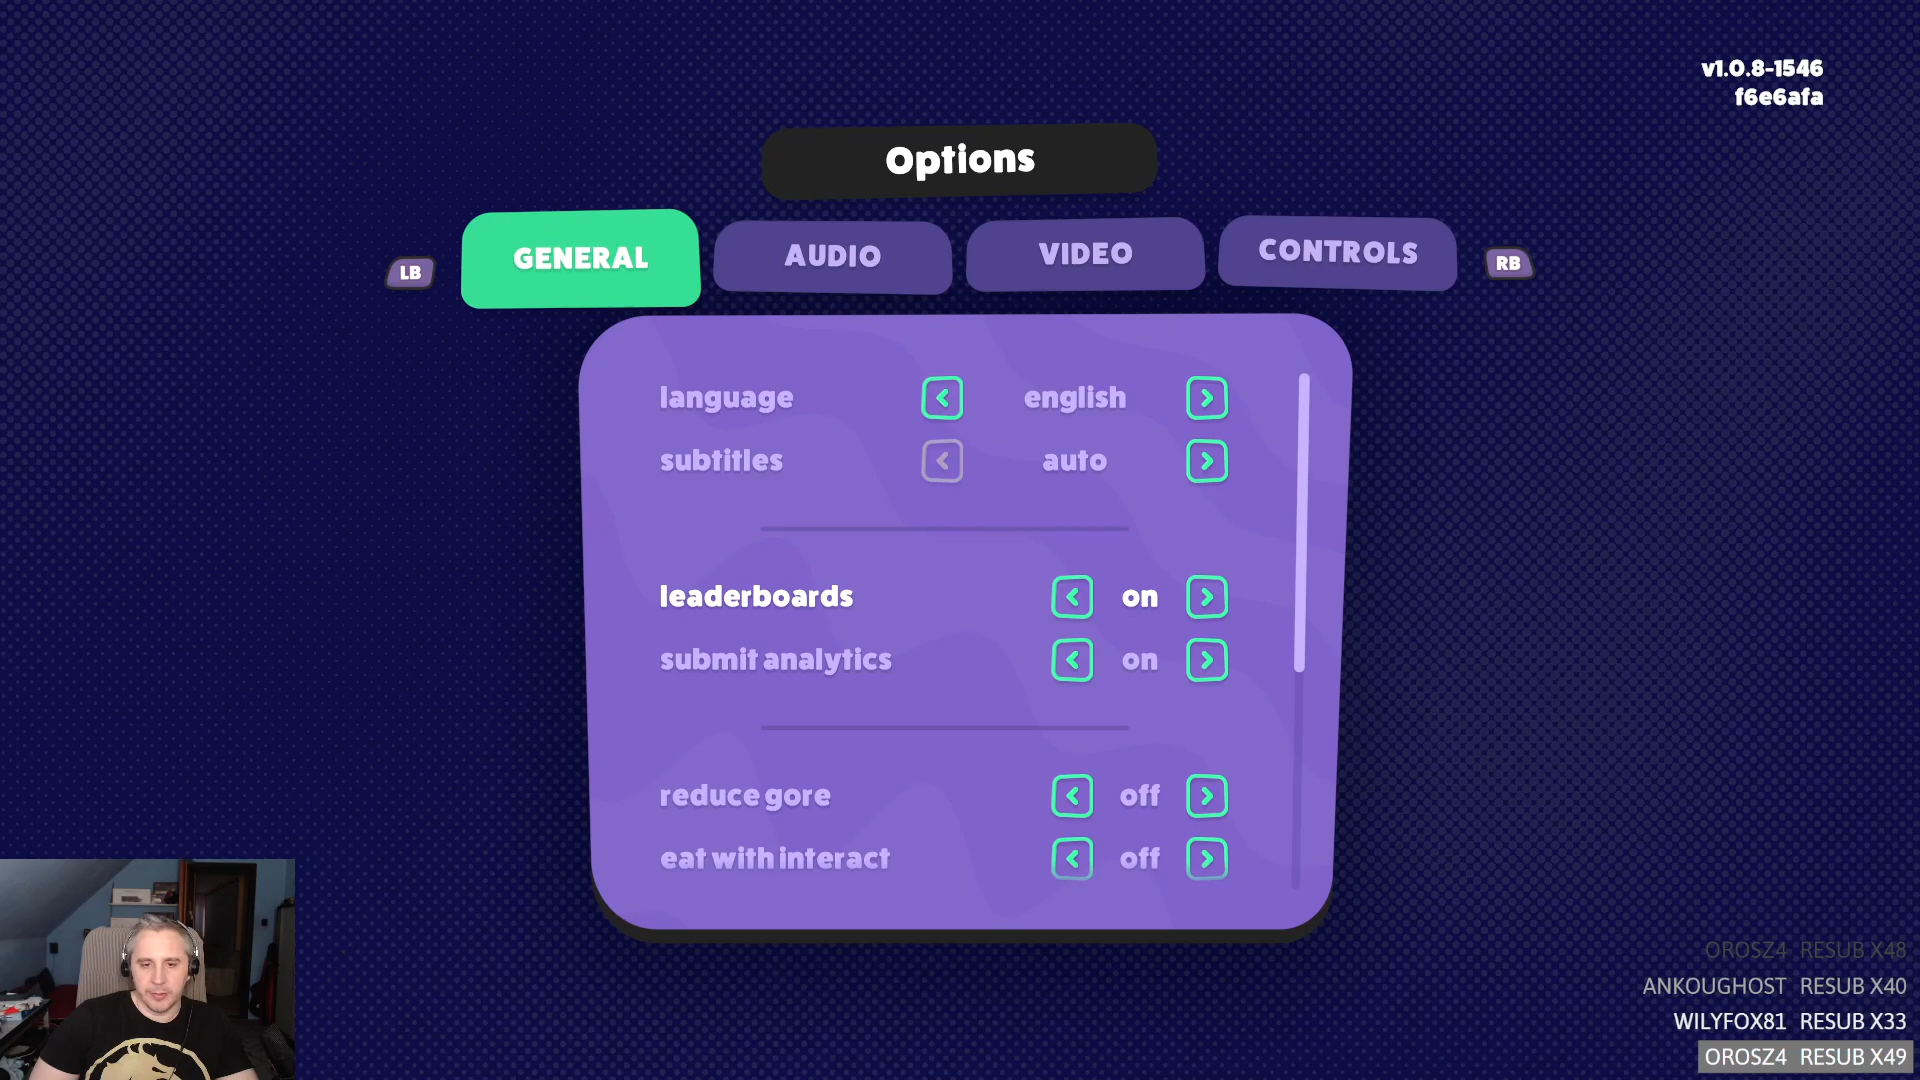 v1.0.8-1546
f6e6afa
Options
LB
GENERAL
AUDIO
VIDEO
CONTROLS
RB
language english
subtitles auto
leaderboards on
submit analytics on
reduce gore off
eat with interact off
OROSZ4 RESUB X48
ANKOUGHOST RESUB X40
WILYFOX81 RESUB X33
OROSZ4 RESUB X49